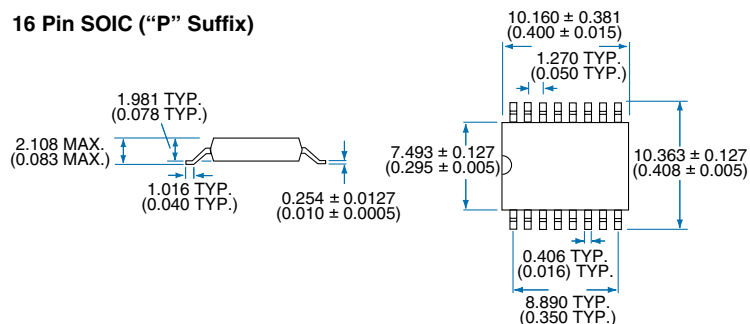 16 Pin SOIC (“P” Suffix)
10.160 ± 0.381
(0.400 ± 0.015)
1.270 TYP.
(0.050 TYP.)
1.981 TYP.
(0.078 TYP.)
2.108 MAX.
(0.083 MAX.)
1.016 TYP.
(0.040 TYP.)
0.254 ± 0.0127
(0.010 ± 0.0005)
7.493 ± 0.127
(0.295 ± 0.005)
10.363 ± 0.127
(0.408 ± 0.005)
0.406 TYP.
(0.016) TYP.
8.890 TYP.
(0.350 TYP.)